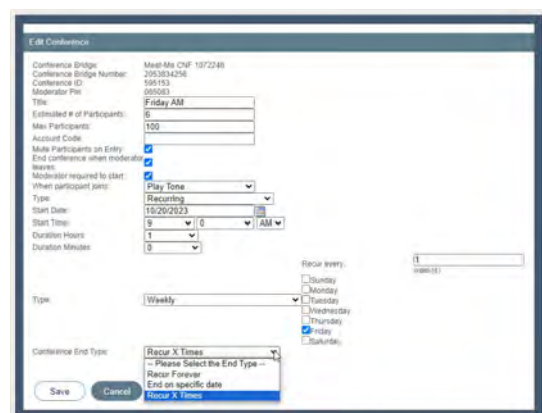 Edit Conference
Conference Bridge: Meet-Me CNF 1072248
Conference Bridge Number: 2053834256
Conference ID: 595153
Moderator Pin: 065083
Title: Friday AM
Estimated # of Participants: 6
Max Participants: 100
Account Code:
Mute Participants on Entry:
End conference when moderator leaves:
Moderator required to start:
When participant joins: Play Tone
Type: Recurring
Start Date: 10/20/2023
Start Time: 9 0 AM
Duration Hours: 1
Duration Minutes: 0
Recur every: 1
week(s)
Sunday
Monday
Type: Weekly Tuesday
Wednesday
Thursday
Friday
Saturday
Conference End Type: Recur X Times
-- Please Select the End Type --
Recur Forever
End on specific date
Recur X Times
Save Cancel